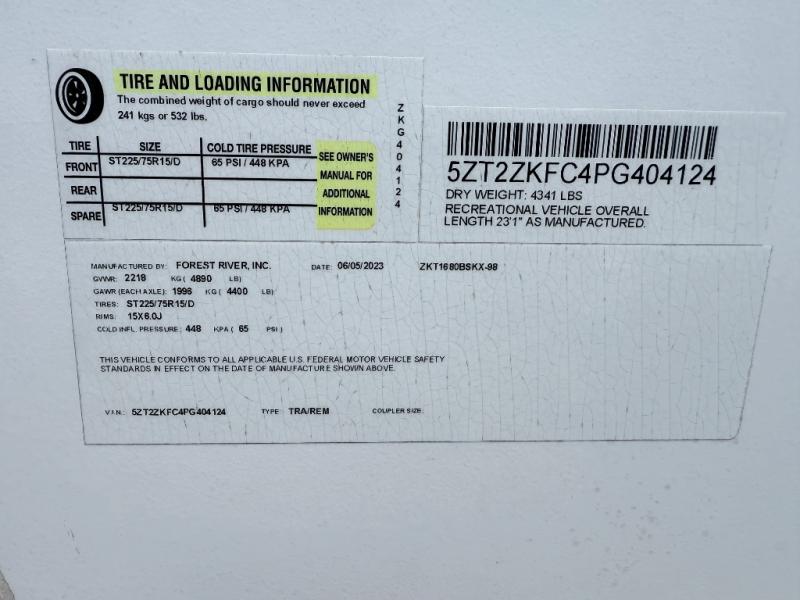 TIRE AND LOADING INFORMATION
The combined weight of cargo should never exceed
241 kgs or 532 lbs.
TIRE SIZE COLD TIRE PRESSURE
FRONT ST225/75R15/D 65 PSI / 448 KPA
REAR
SPARE ST225/75R15/D 65 PSI / 448 KPA
SEE OWNER'S
MANUAL FOR
ADDITIONAL
INFORMATION
ZKG404124
5ZT2ZKFC4PG404124
DRY WEIGHT: 4341 LBS
RECREATIONAL VEHICLE OVERALL
LENGTH 23'1" AS MANUFACTURED.
MANUFACTURED BY: FOREST RIVER, INC. DATE: 06/05/2023 ZKT1680BSKX-98
GVWR: 2218 KG ( 4890 LB)
GAWR (EACH AXLE): 1996 KG ( 4400 LB)
TIRES: ST225/75R15/D
RIMS: 15X6.0J
COLD INFL. PRESSURE: 448 KPA ( 65 PSI )
THIS VEHICLE CONFORMS TO ALL APPLICABLE U.S. FEDERAL MOTOR VEHICLE SAFETY
STANDARDS IN EFFECT ON THE DATE OF MANUFACTURE SHOWN ABOVE.
V.I.N.: 5ZT2ZKFC4PG404124 TYPE: TRA/REM COUPLER SIZE: